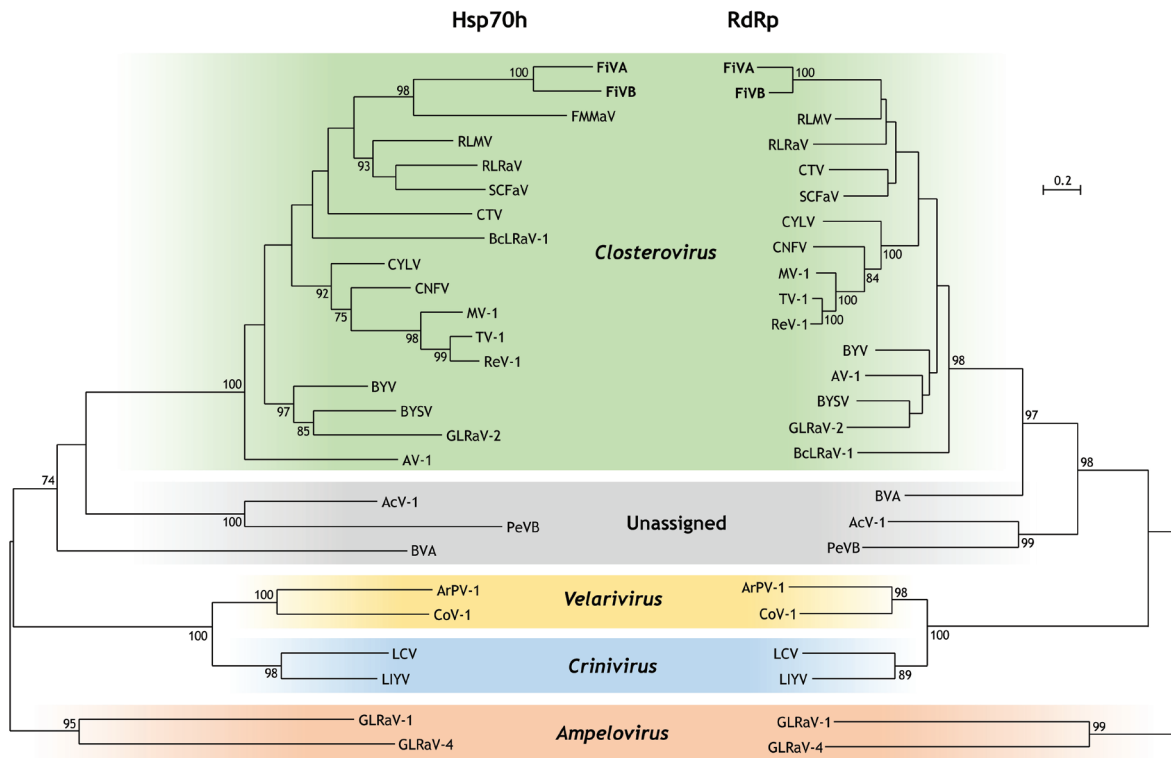 Hsp70h RdRp
100 FiVA FiVA 100
98 FiVB FiVB
FMMaV
RLMV RLMV
93 RLRaV RLRaV
SCFaV CTV 0.2
CTV SCFaV
BcLRaV-1 CYLV
Closterovirus
CYLV CNFV 100
92 CNFV MV-1 84
75 MV-1 TV-1 100
98 TV-1 ReV-1 100
99 ReV-1
100 BYV BYV 98
97 BYSV AV-1
85 GLRaV-2 BYSV
AV-1 GLRaV-2 97
BcLRaV-1
74 98
AcV-1 BVA
100 PeVB Unassigned AcV-1
BVA PeVB 99
100 ArPV-1 Velarivirus ArPV-1 98
CoV-1 CoV-1
100 100
LCV Crinivirus LCV
98 LIYV LIYV 89
95 GLRaV-1 Ampelovirus GLRaV-1 99
GLRaV-4 GLRaV-4